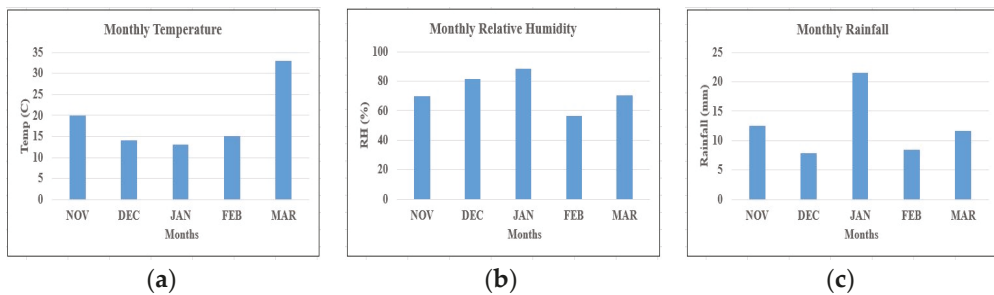 Monthly Temperature
35
30
25
20
15
10
5
0
Temp (C)
NOV DEC JAN FEB MAR
Months
(a)
Monthly Relative Humidity
100
80
60
40
20
0
RH (%)
NOV DEC JAN FEB MAR
Months
(b)
Monthly Rainfall
25
20
15
10
5
0
Rainfall (mm)
NOV DEC JAN FEB MAR
Months
(c)